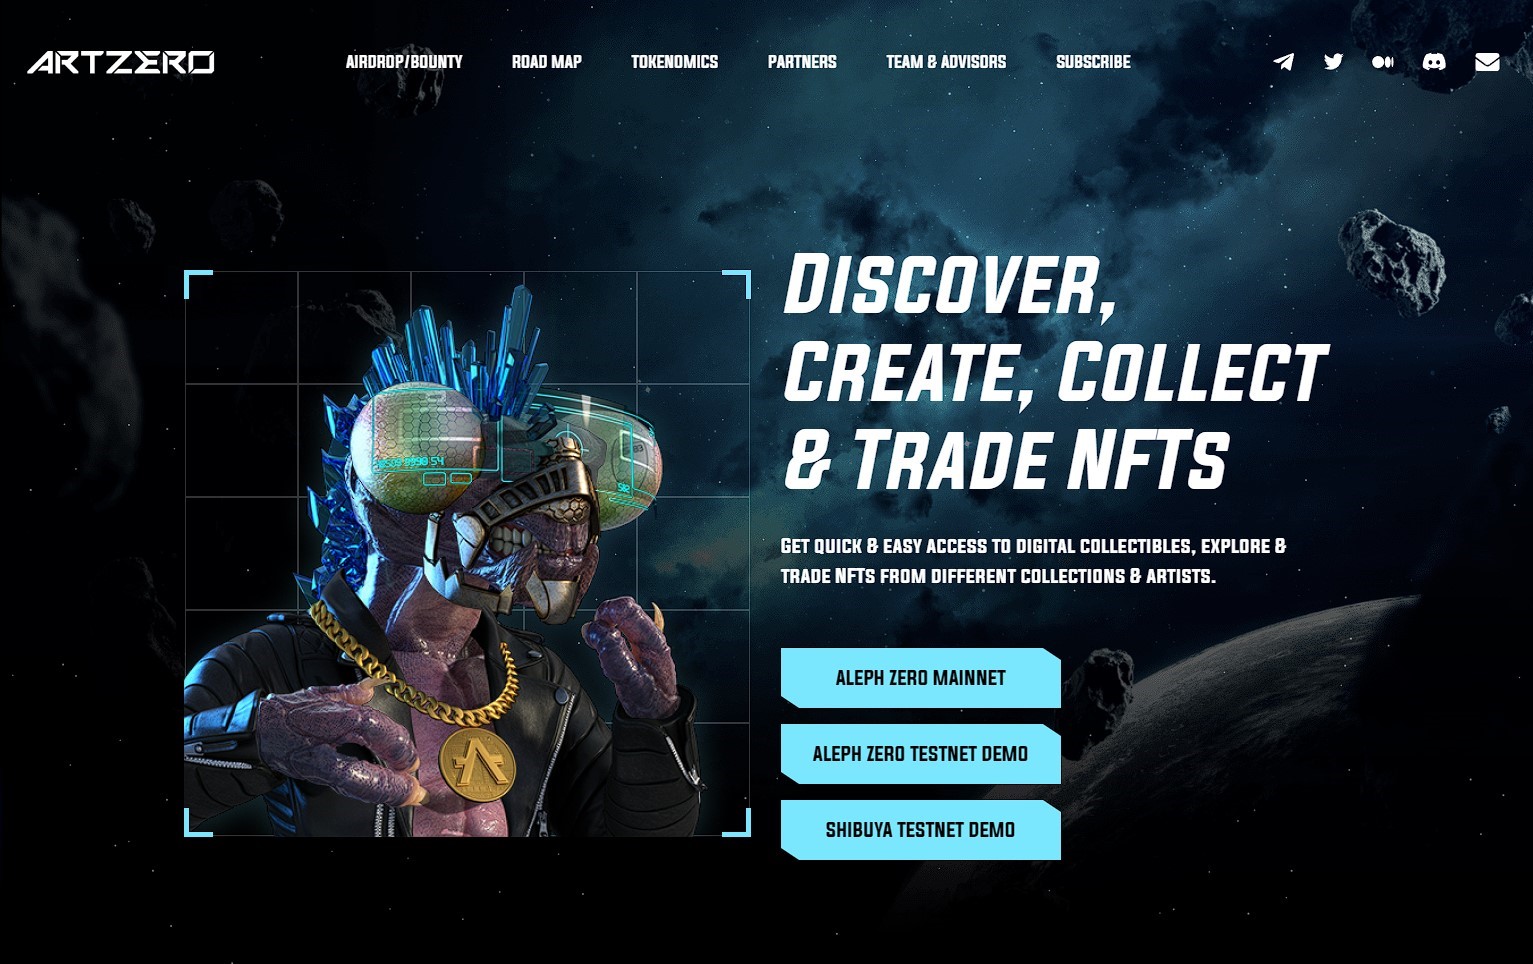 ARTZERO
AIRDROP/BOUNTY
ROAD MAP
TOKENOMICS
PARTNERS
TEAM & ADVISORS
SUBSCRIBE
DISCOVER,
CREATE, COLLECT
& TRADE NFTS
GET QUICK & EASY ACCESS TO DIGITAL COLLECTIBLES, EXPLORE &
TRADE NFTS FROM DIFFERENT COLLECTIONS & ARTISTS.
ALEPH ZERO MAINNET
ALEPH ZERO TESTNET DEMO
SHIBUYA TESTNET DEMO